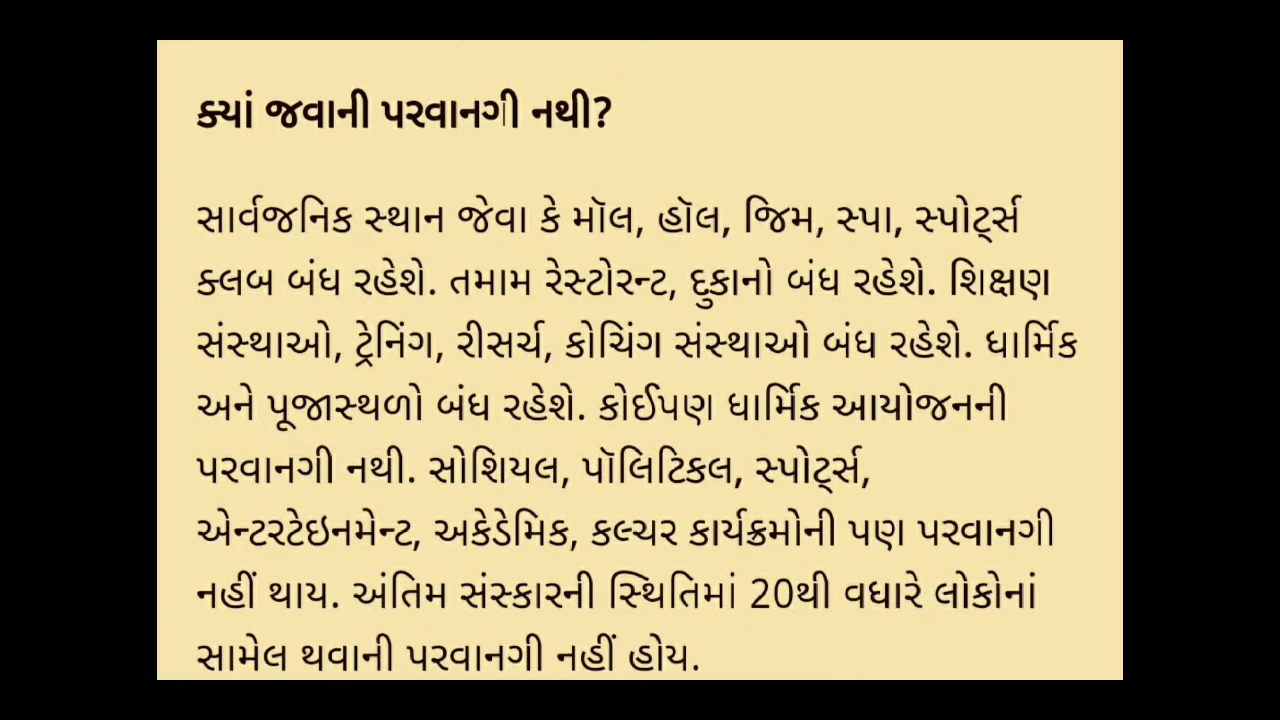 ક્યાં જવાની પરવાનગી નથી?
સાર્વજનિક સ્થાન જેવા કે મૉલ, હૉલ, જિમ, સ્પા, સ્પોર્ટ્સ
ક્લબ બંધ રહેશે. તમામ રેસ્ટોરન્ટ, દુકાનો બંધ રહેશે. શિક્ષણ
સંસ્થાઓ, ટ્રેનિંગ, રીસર્ચ, કોચિંગ સંસ્થાઓ બંધ રહેશે. ધાર્મિક
અને પૂજાસ્થળો બંધ રહેશે. કોઈપણ ધાર્મિક આયોજનની
પરવાનગી નથી. સોશિયલ, પૉલિટિકલ, સ્પોર્ટ્સ,
એન્ટરટેઇનમેન્ટ, અકેડેમિક, કલ્ચર કાર્યક્રમોની પણ પરવાનગી
નહીં થાય. અંતિમ સંસ્કારની સ્થિતિમાં 20થી વધારે લોકોનાં
સામેલ થવાની પરવાનગી નહીં હોય.